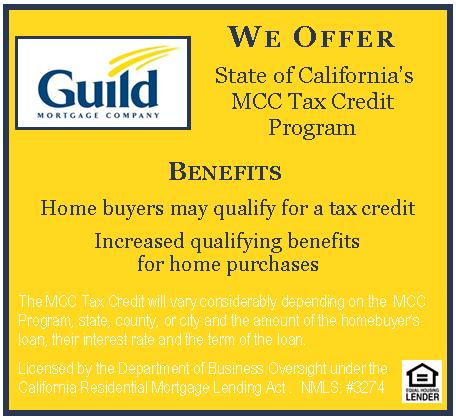 Guild
MORTGAGE COMPANY
WE OFFER
State of California's
MCC Tax Credit
Program
BENEFITS
Home buyers may qualify for a tax credit
Increased qualifying benefits
for home purchases
The MCC Tax Credit will vary considerably depending on the MCC
Program, state, county, or city and the amount of the homebuyer's
loan, their interest rate and the term of the loan.
Licensed by the Department of Business Oversight under the
California Residential Mortgage Lending Act . NMLS: #3274
EQUAL HOUSING
LENDER